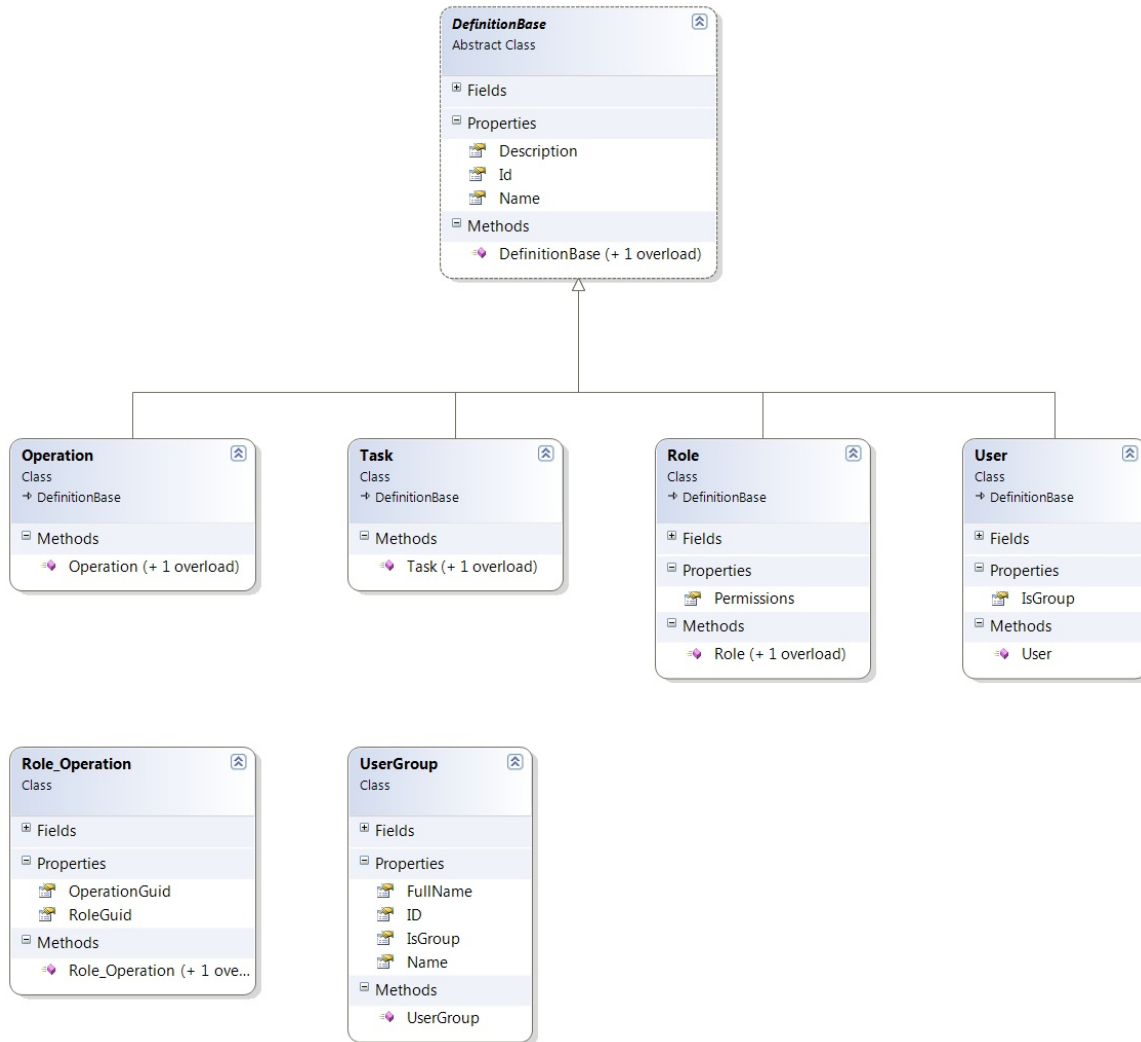 DefinitionBase
Abstract Class
Fields
Properties
Description
Id
Name
Methods
DefinitionBase (+ 1 overload)
Operation
Class
DefinitionBase
Methods
Operation (+ 1 overload)
Task
Class
DefinitionBase
Methods
Task (+ 1 overload)
Role
Class
DefinitionBase
Fields
Properties
Permissions
Methods
Role (+ 1 overload)
User
Class
DefinitionBase
Fields
Properties
IsGroup
Methods
User
Role_Operation
Class
Fields
Properties
OperationGuid
RoleGuid
Methods
Role_Operation (+ 1 ove...
UserGroup
Class
Fields
Properties
FullName
ID
IsGroup
Name
Methods
UserGroup